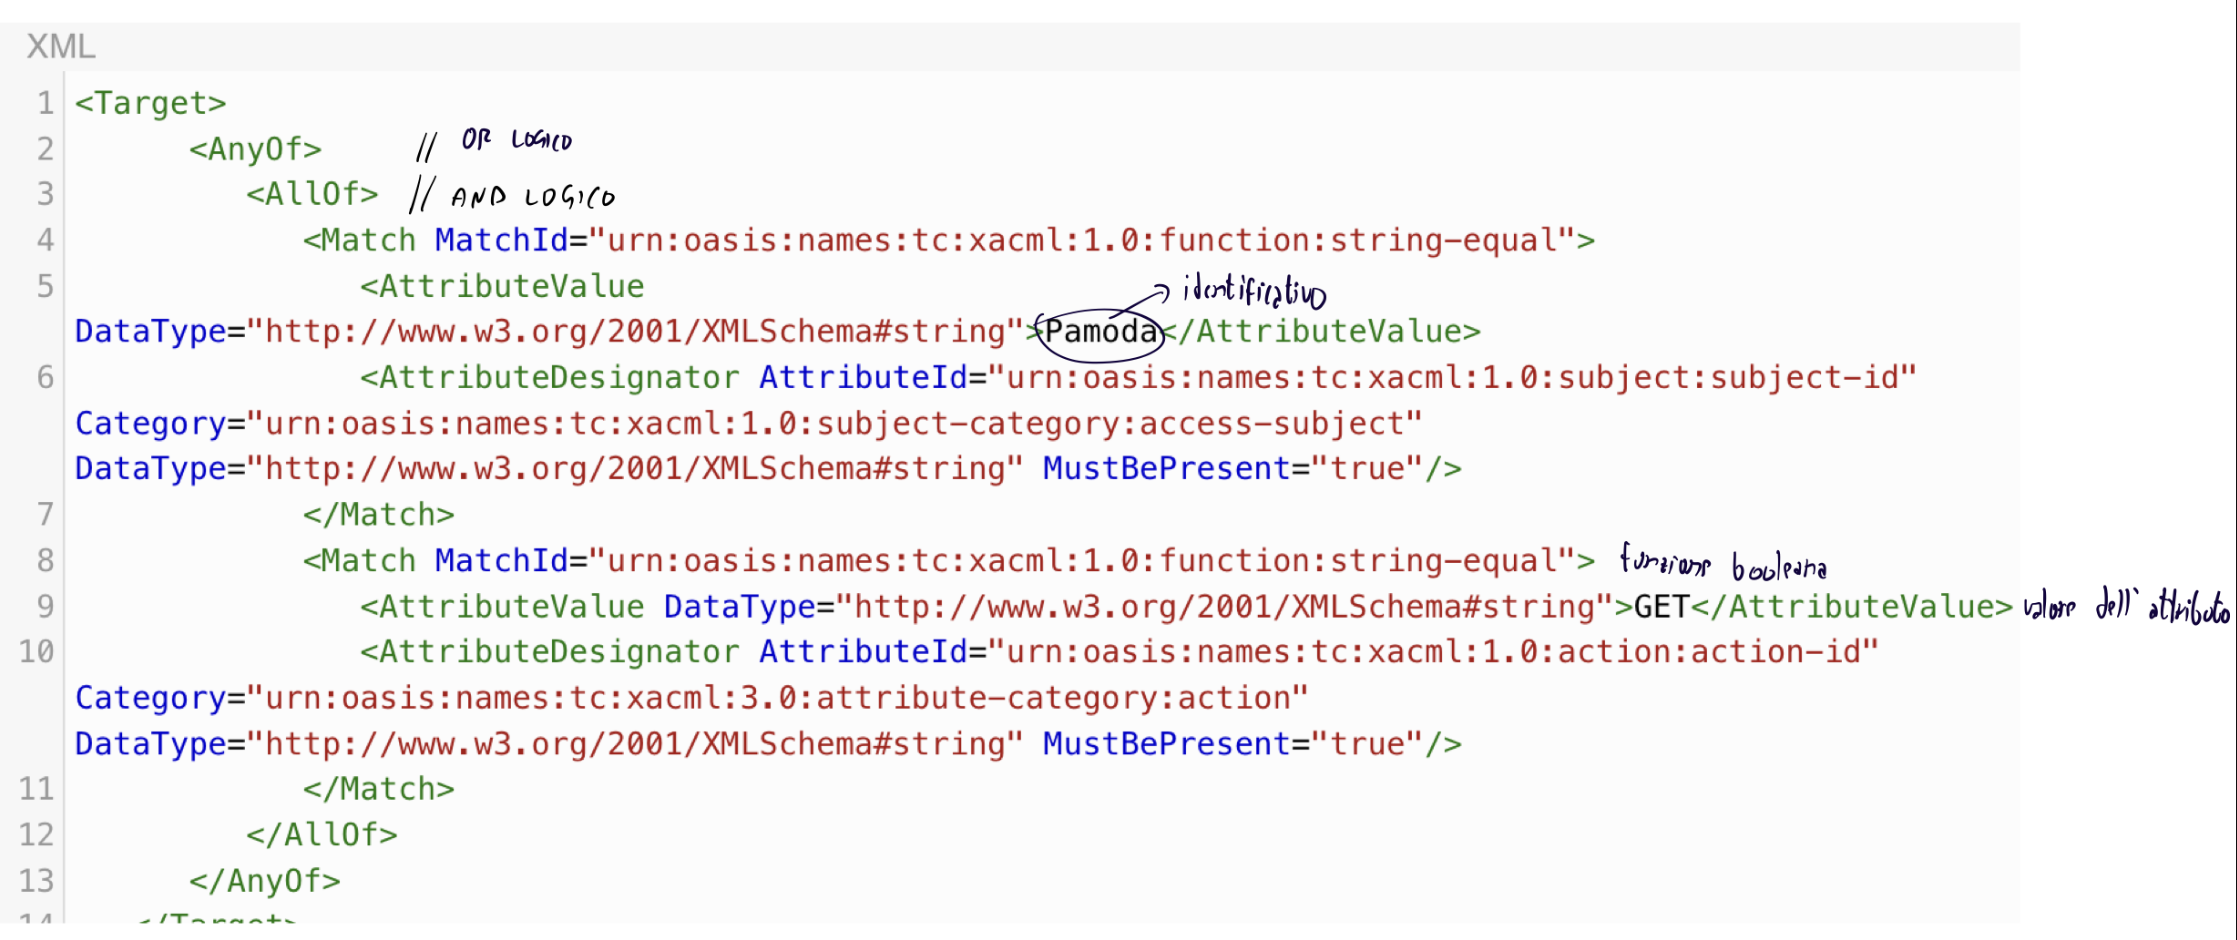 XML
1 <Target>
2 <AnyOf> // OR LOGICO
3 <AllOf> // AND LOGICO
4 <Match MatchId="urn:oasis:names:tc:xacml:1.0:function:string-equal">
5 <AttributeValue
identificativo
DataType="http://www.w3.org/2001/XMLSchema#string">Pamoda</AttributeValue>
6 <AttributeDesignator AttributeId="urn:oasis:names:tc:xacml:1.0:subject:subject-id"
Category="urn:oasis:names:tc:xacml:1.0:subject-category:access-subject"
DataType="http://www.w3.org/2001/XMLSchema#string" MustBePresent="true"/>
7 </Match>
8 <Match MatchId="urn:oasis:names:tc:xacml:1.0:function:string-equal"> funzione booleana
9 <AttributeValue DataType="http://www.w3.org/2001/XMLSchema#string">GET</AttributeValue> valore dell'attributo
10 <AttributeDesignator AttributeId="urn:oasis:names:tc:xacml:1.0:action:action-id"
Category="urn:oasis:names:tc:xacml:3.0:attribute-category:action"
DataType="http://www.w3.org/2001/XMLSchema#string" MustBePresent="true"/>
11 </Match>
12 </AllOf>
13 </AnyOf>
14 </Target>